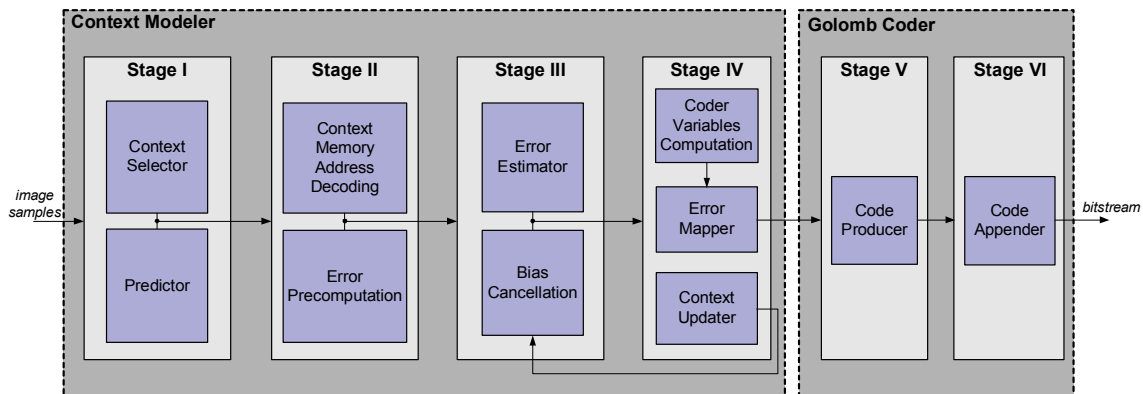 Context Modeler
Golomb Coder
Stage I
Stage II
Stage III
Stage IV
Stage V
Stage VI
image
samples
Context
Selector
Predictor
Context
Memory
Address
Decoding
Error
Precomputation
Error
Estimator
Bias
Cancellation
Coder
Variables
Computation
Error
Mapper
Context
Updater
Code
Producer
Code
Appender
bitstream